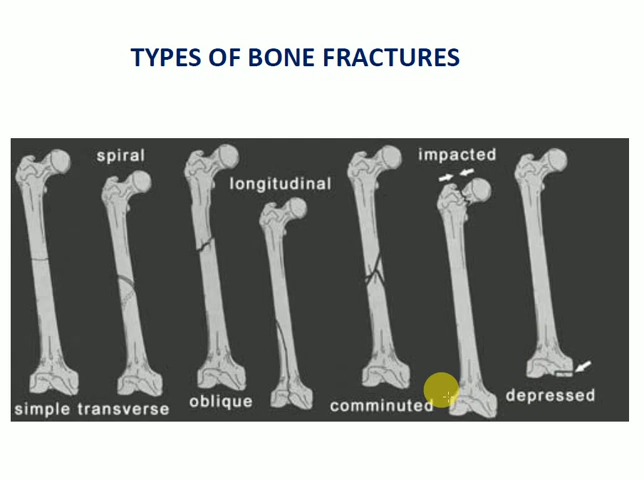 TYPES OF BONE FRACTURES
spiral
impacted
longitudinal
depressed
oblique
comminuted
simple transverse